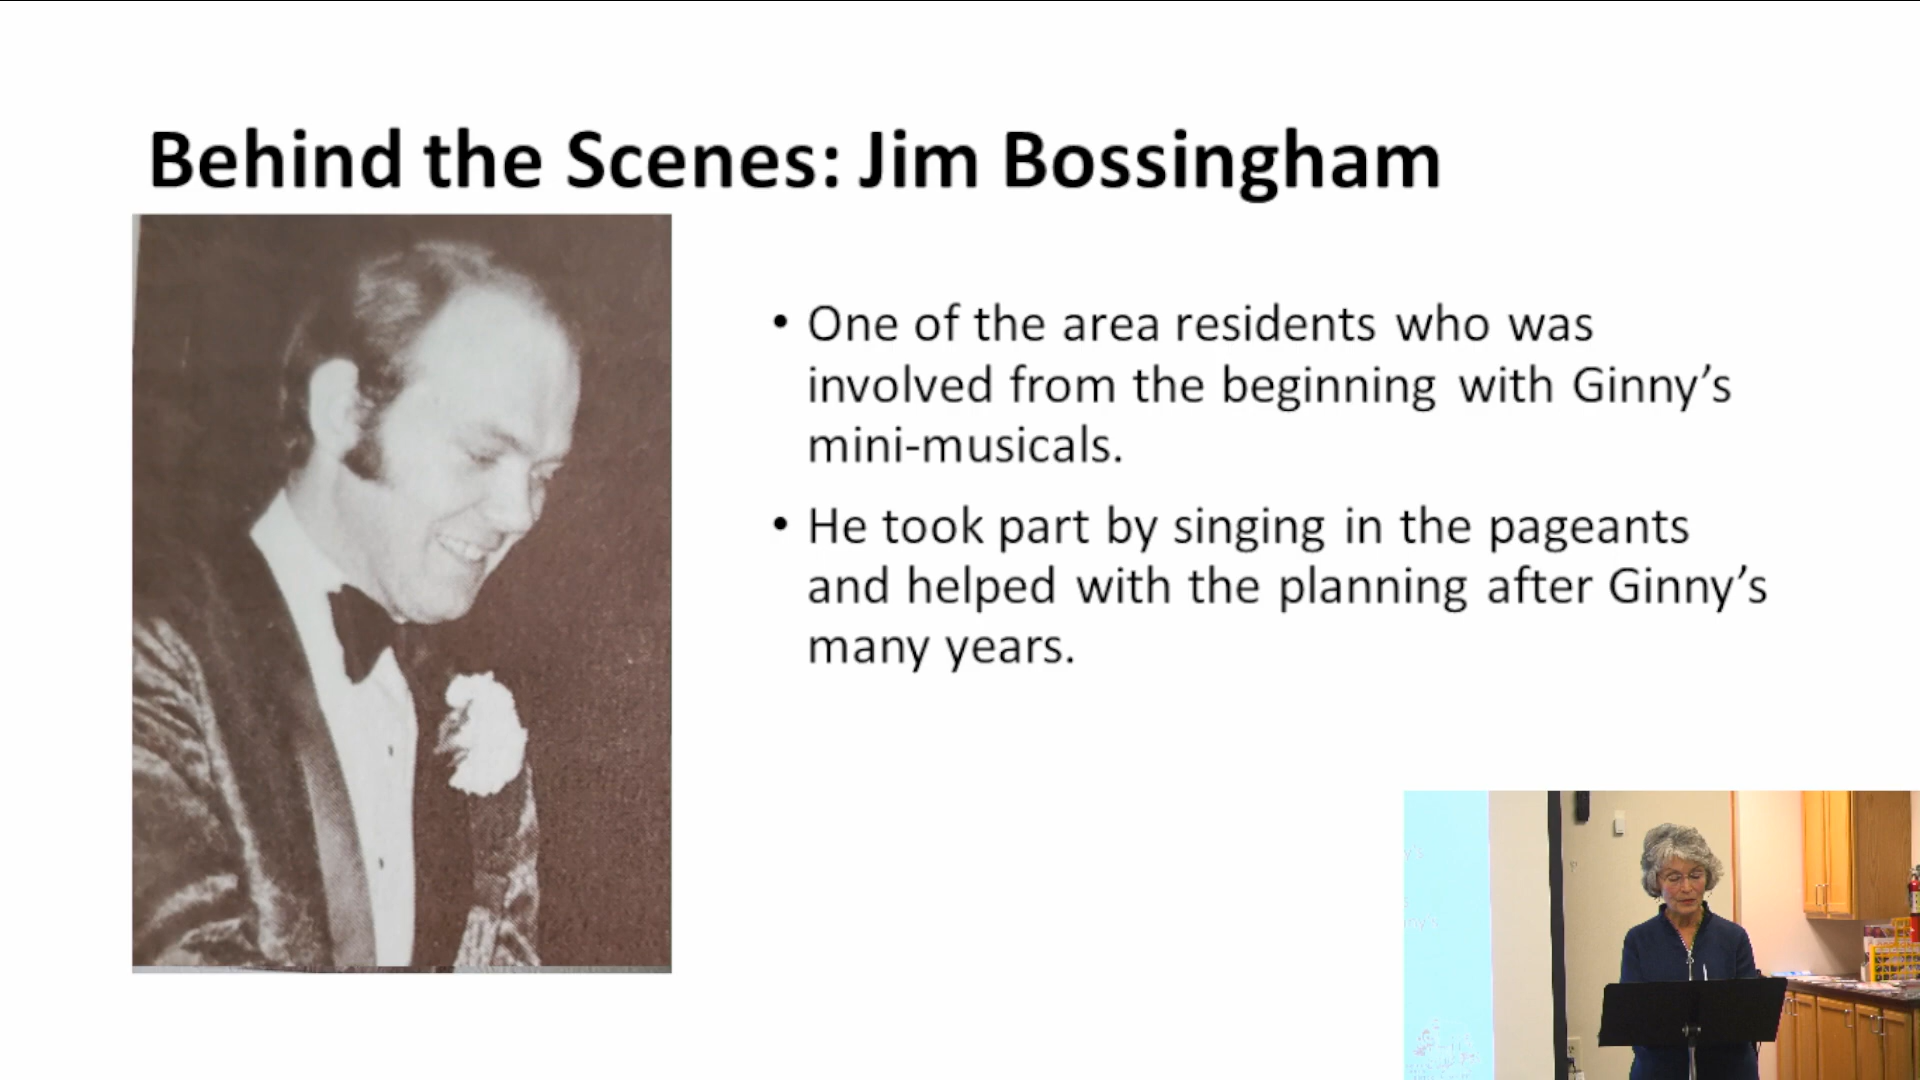 Behind the Scenes: Jim Bossingham
• One of the area residents who was
involved from the beginning with Ginny’s
mini-musicals.
• He took part by singing in the pageants
and helped with the planning after Ginny’s
many years.